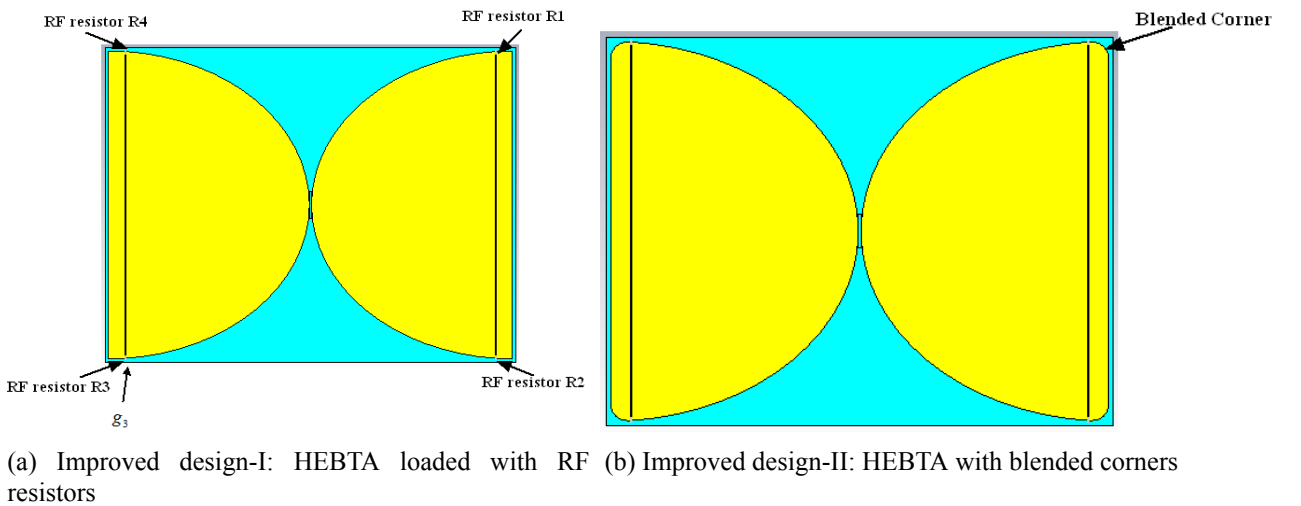 RF resistor R4
RF resistor R1
RF resistor R3
RF resistor R2
g3
Blended Corner
(a) Improved design-I: HEBTA loaded with RF
resistors
(b) Improved design-II: HEBTA with blended corners